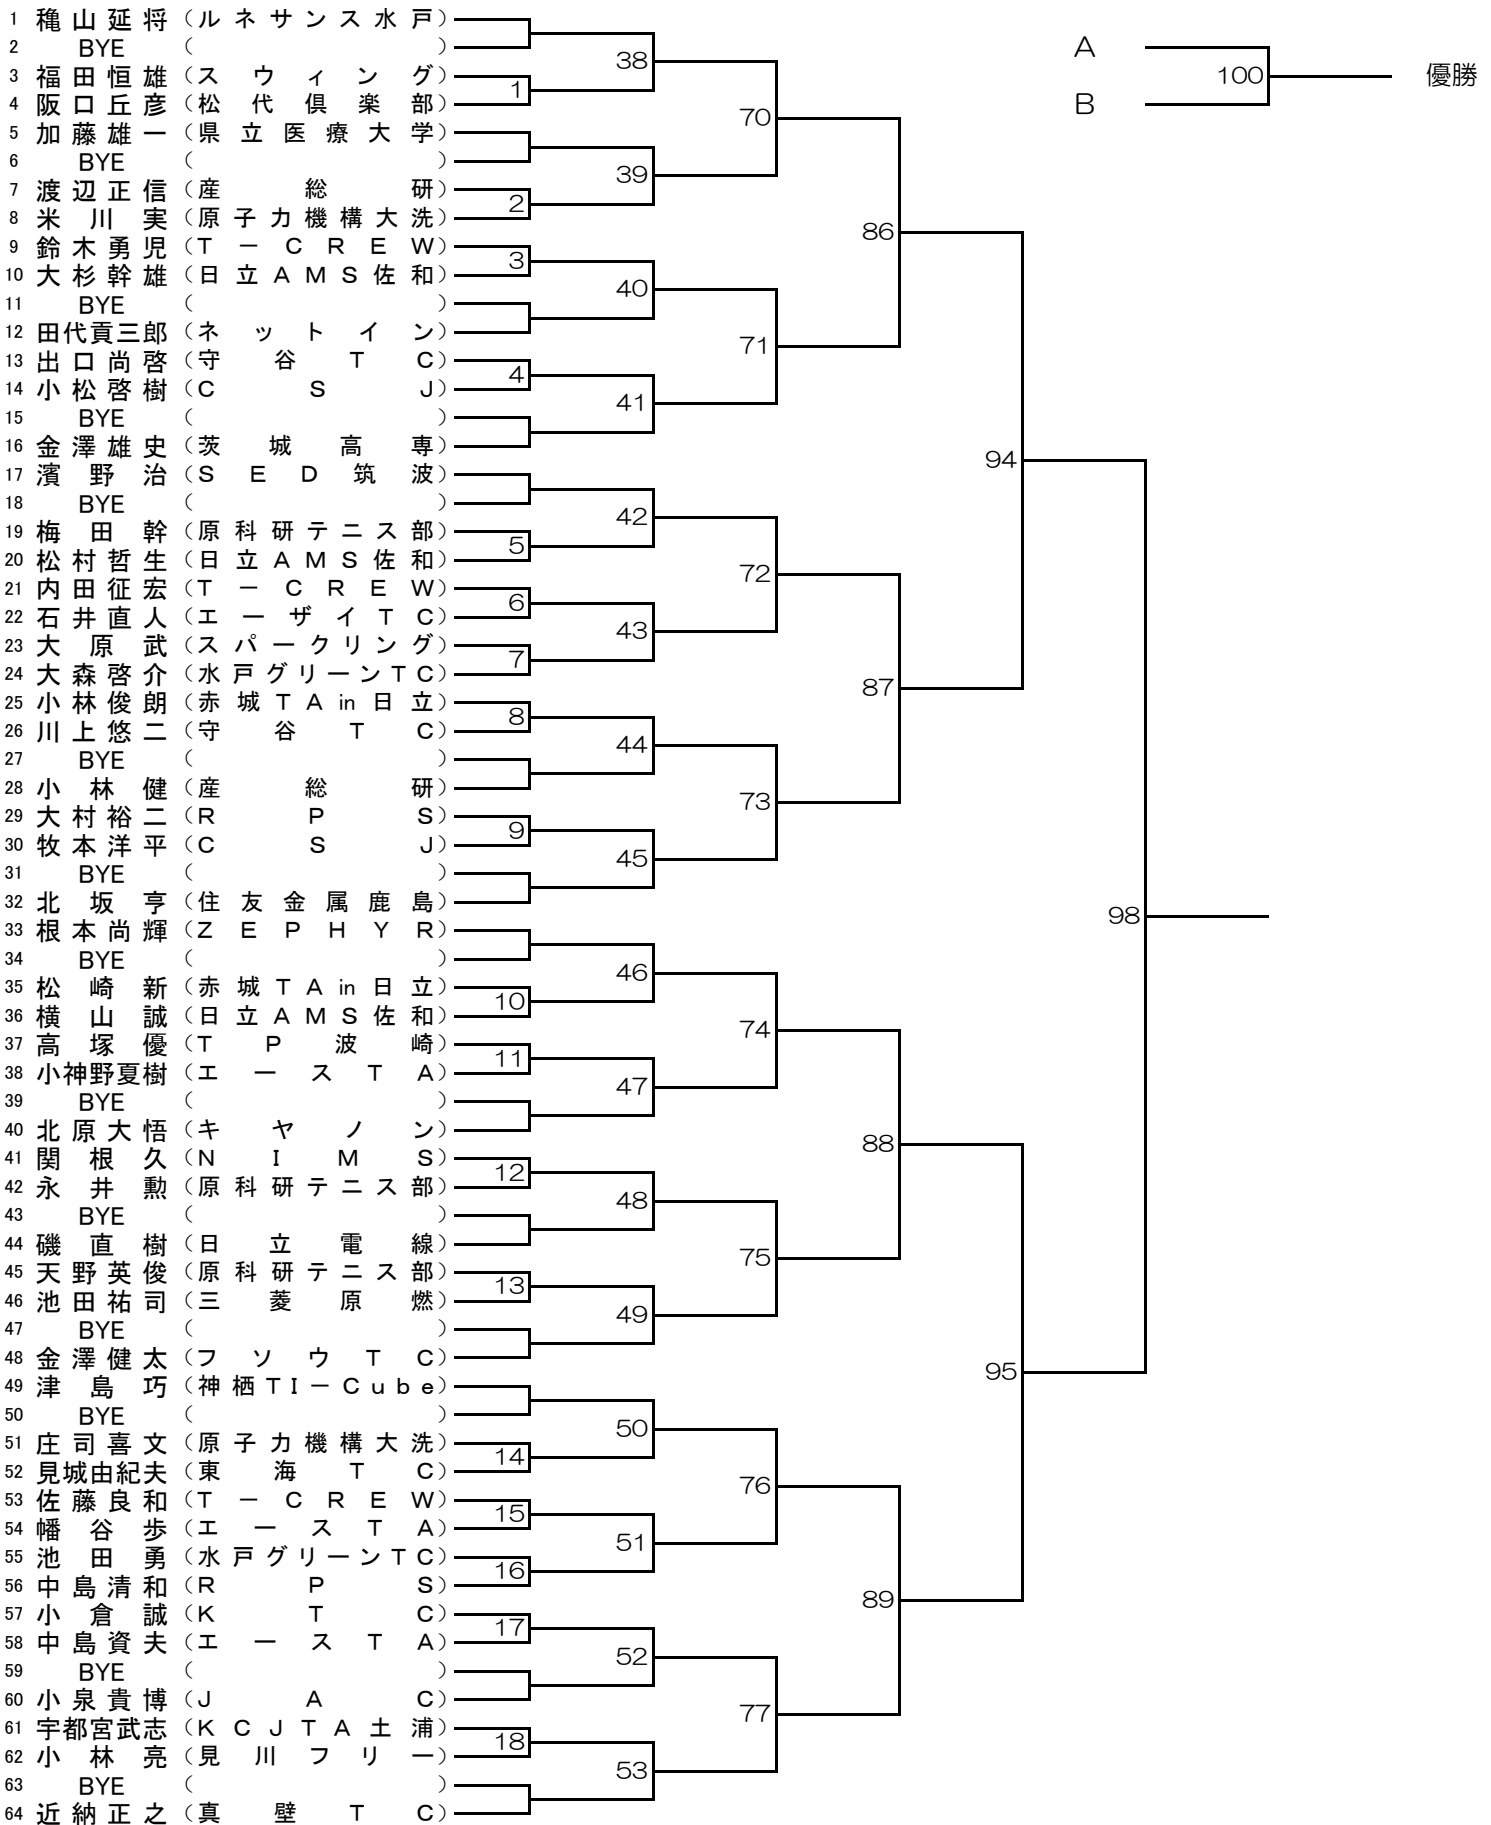 1 穐山延将（ルネサンス水戸）
2 BYE （ ）
3 福田恒雄（スウィング）
4 阪口丘彦（松代倶楽部）
5 加藤雄一（県立医療大学）
6 BYE （ ）
7 渡辺正信（産総研）
8 米川実（原子力機構大洗）
9 鈴木勇児（T－CREW）
10 大杉幹雄（日立AMS佐和）
11 BYE （ ）
12 田代貢三郎（ネットイン）
13 出口尚啓（守谷TC）
14 小松啓樹（CSJ）
15 BYE （ ）
16 金澤雄史（茨城高専）
17 濱野治（SED筑波）
18 BYE （ ）
19 梅田幹（原科研テニス部）
20 松村哲生（日立AMS佐和）
21 内田征宏（T－CREW）
22 石井直人（エーザイTC）
23 大原武（スパークリング）
24 大森啓介（水戸グリーンTC）
25 小林俊朗（赤城TAin日立）
26 川上悠二（守谷TC）
27 BYE （ ）
28 小林健（産総研）
29 大村裕二（RPS）
30 牧本洋平（CSJ）
31 BYE （ ）
32 北坂亨（住友金属鹿島）
33 根本尚輝（ZEPHYR）
34 BYE （ ）
35 松崎新（赤城TAin日立）
36 横山誠（日立AMS佐和）
37 高塚優（TP波崎）
38 小神野夏樹（エースTA）
39 BYE （ ）
40 北原大悟（キヤノン）
41 関根久（NIMS）
42 永井勲（原科研テニス部）
43 BYE （ ）
44 磯直樹（日立電線）
45 天野英俊（原科研テニス部）
46 池田祐司（三菱原燃）
47 BYE （ ）
48 金澤健太（フソウTC）
49 津島巧（神栖TI－Cube）
50 BYE （ ）
51 庄司喜文（原子力機構大洗）
52 見城由紀夫（東海TC）
53 佐藤良和（T－CREW）
54 幡谷歩（エースTA）
55 池田勇（水戸グリーンTC）
56 中島清和（RPS）
57 小倉誠（KTC）
58 中島資夫（エースTA）
59 BYE （ ）
60 小泉貴博（JAC）
61 宇都宮武志（KCJTA土浦）
62 小林亮（見川フリー）
63 BYE （ ）
64 近納正之（真壁TC）
1
2
3
4
5
6
7
8
9
10
11
12
13
14
15
16
17
18
38
39
40
41
42
43
44
45
46
47
48
49
50
51
52
53
70
71
72
73
74
75
76
77
86
87
88
89
94
95
98
A
B
100
優勝